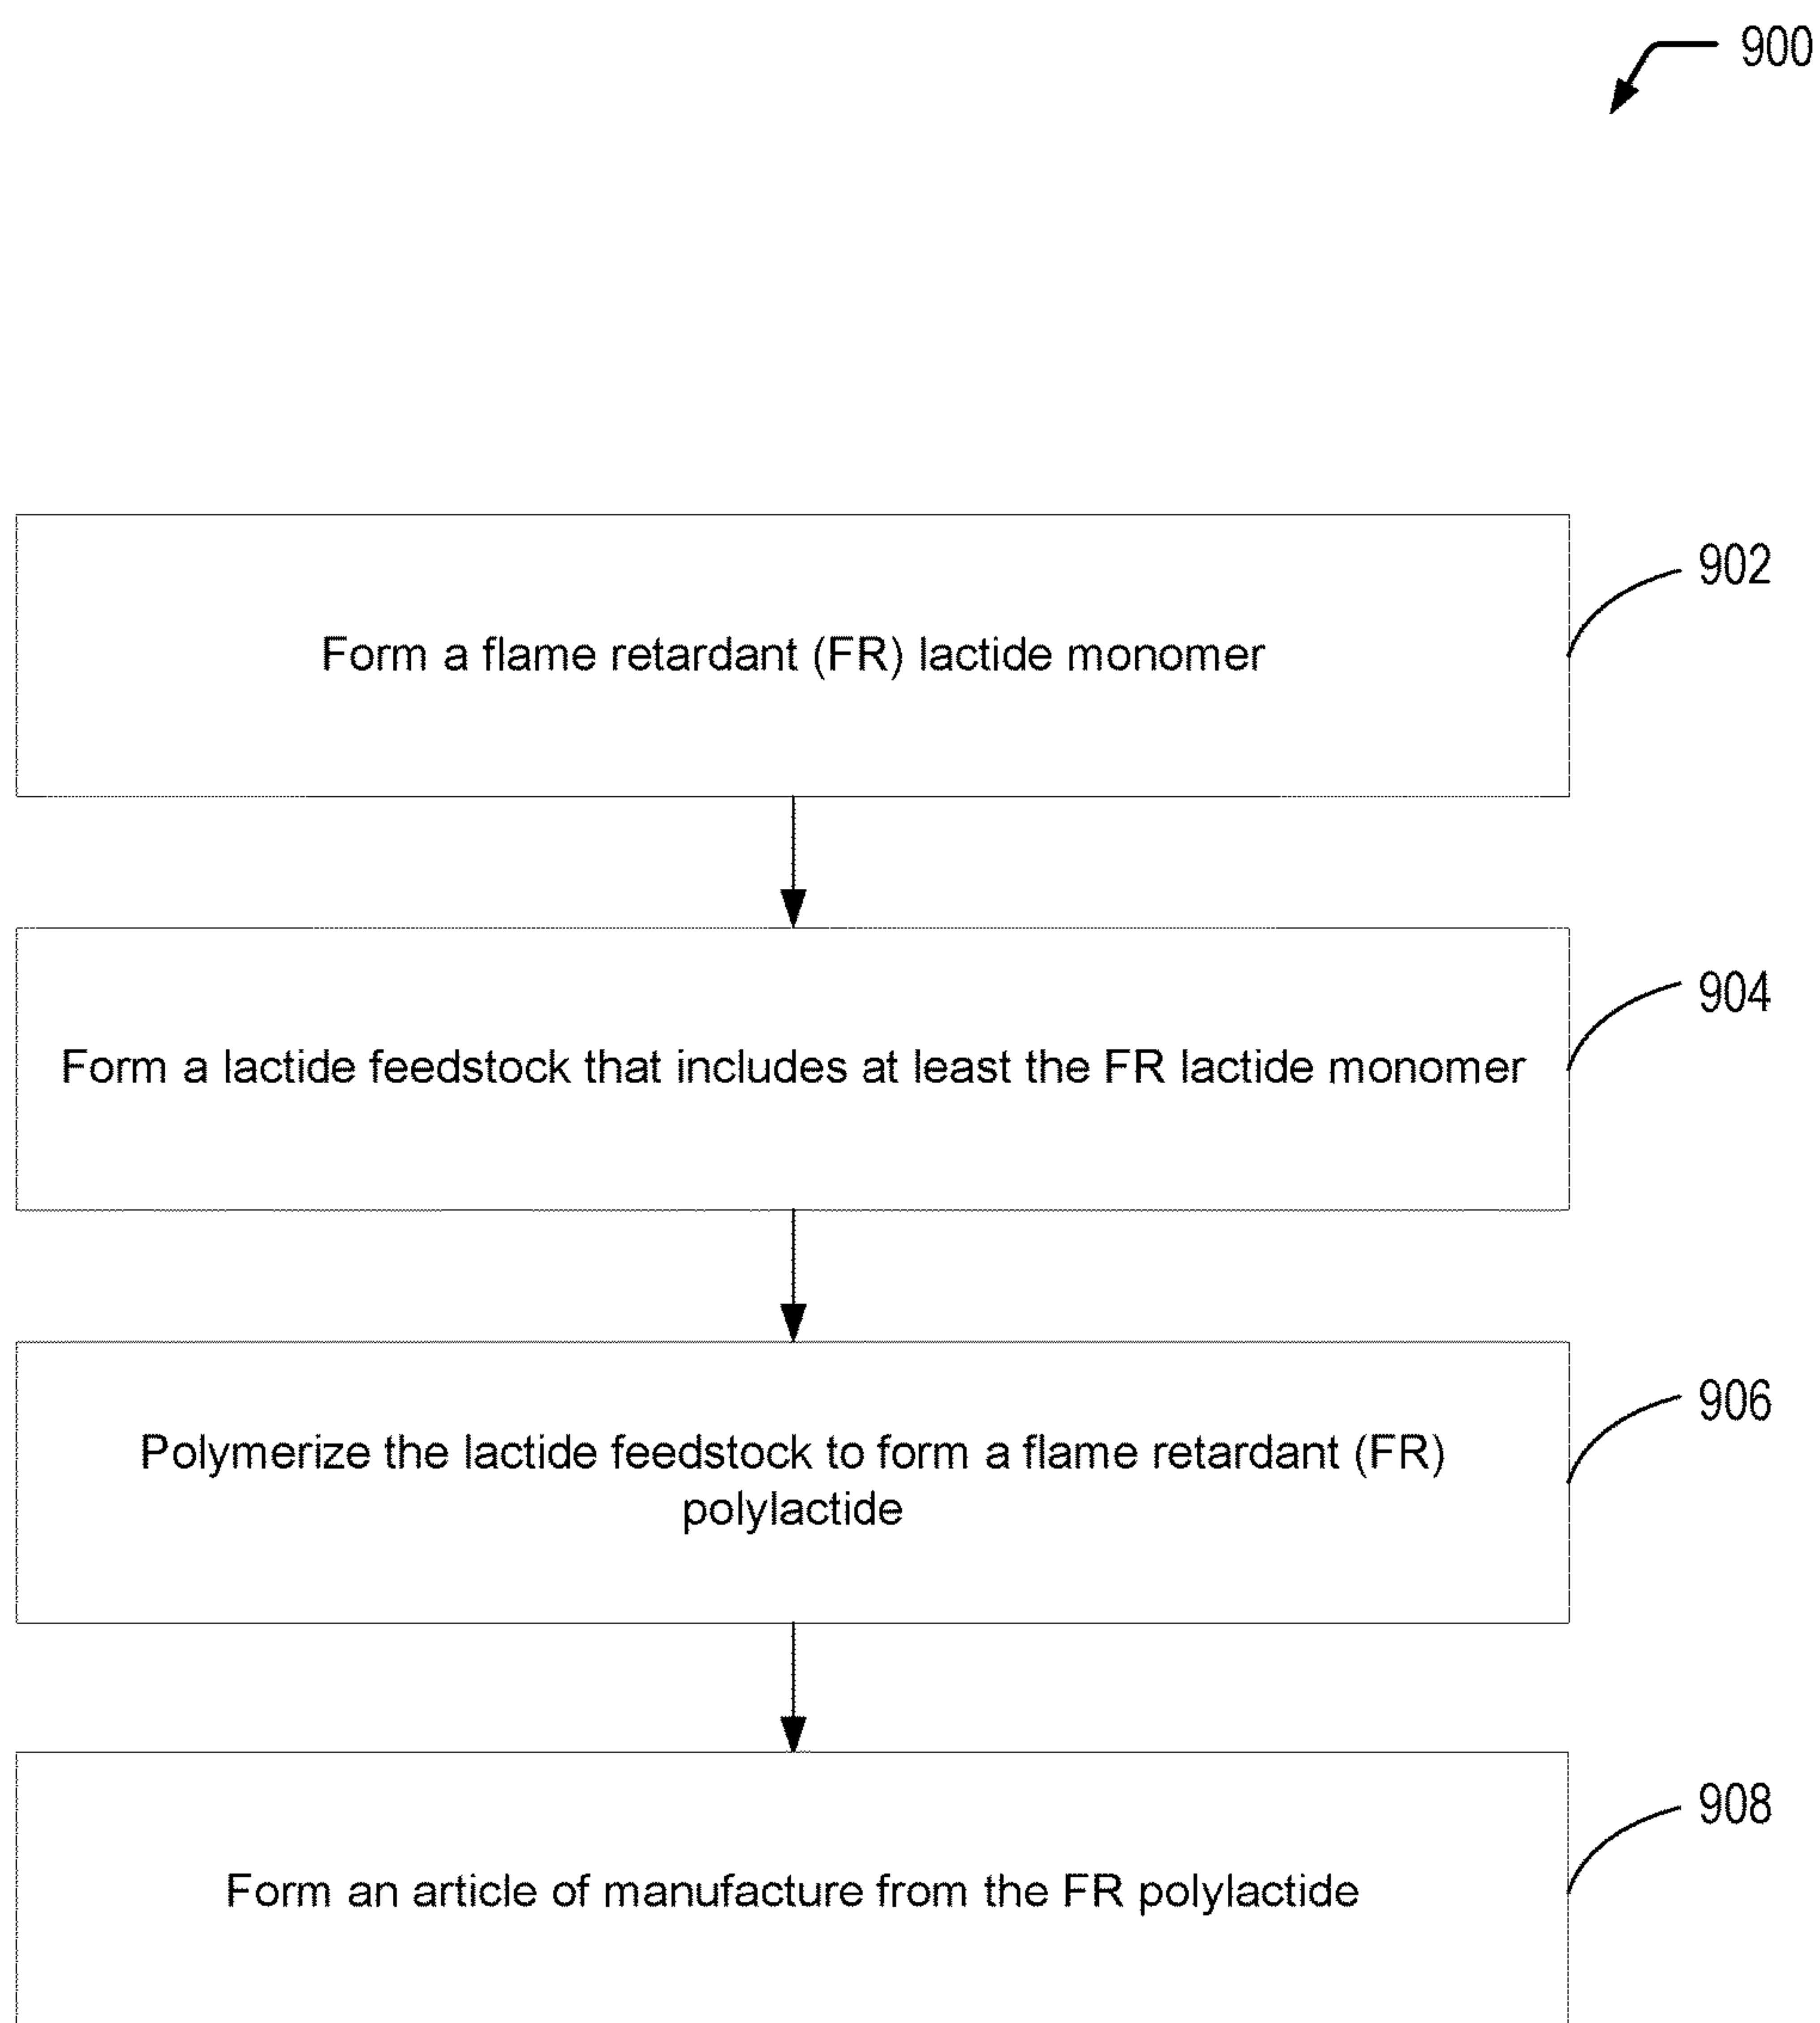 900
Form a flame retardant (FR) lactide monomer
902
Form a lactide feedstock that includes at least the FR lactide monomer
904
Polymerize the lactide feedstock to form a flame retardant (FR)
polylactide
906
Form an article of manufacture from the FR polylactide
908